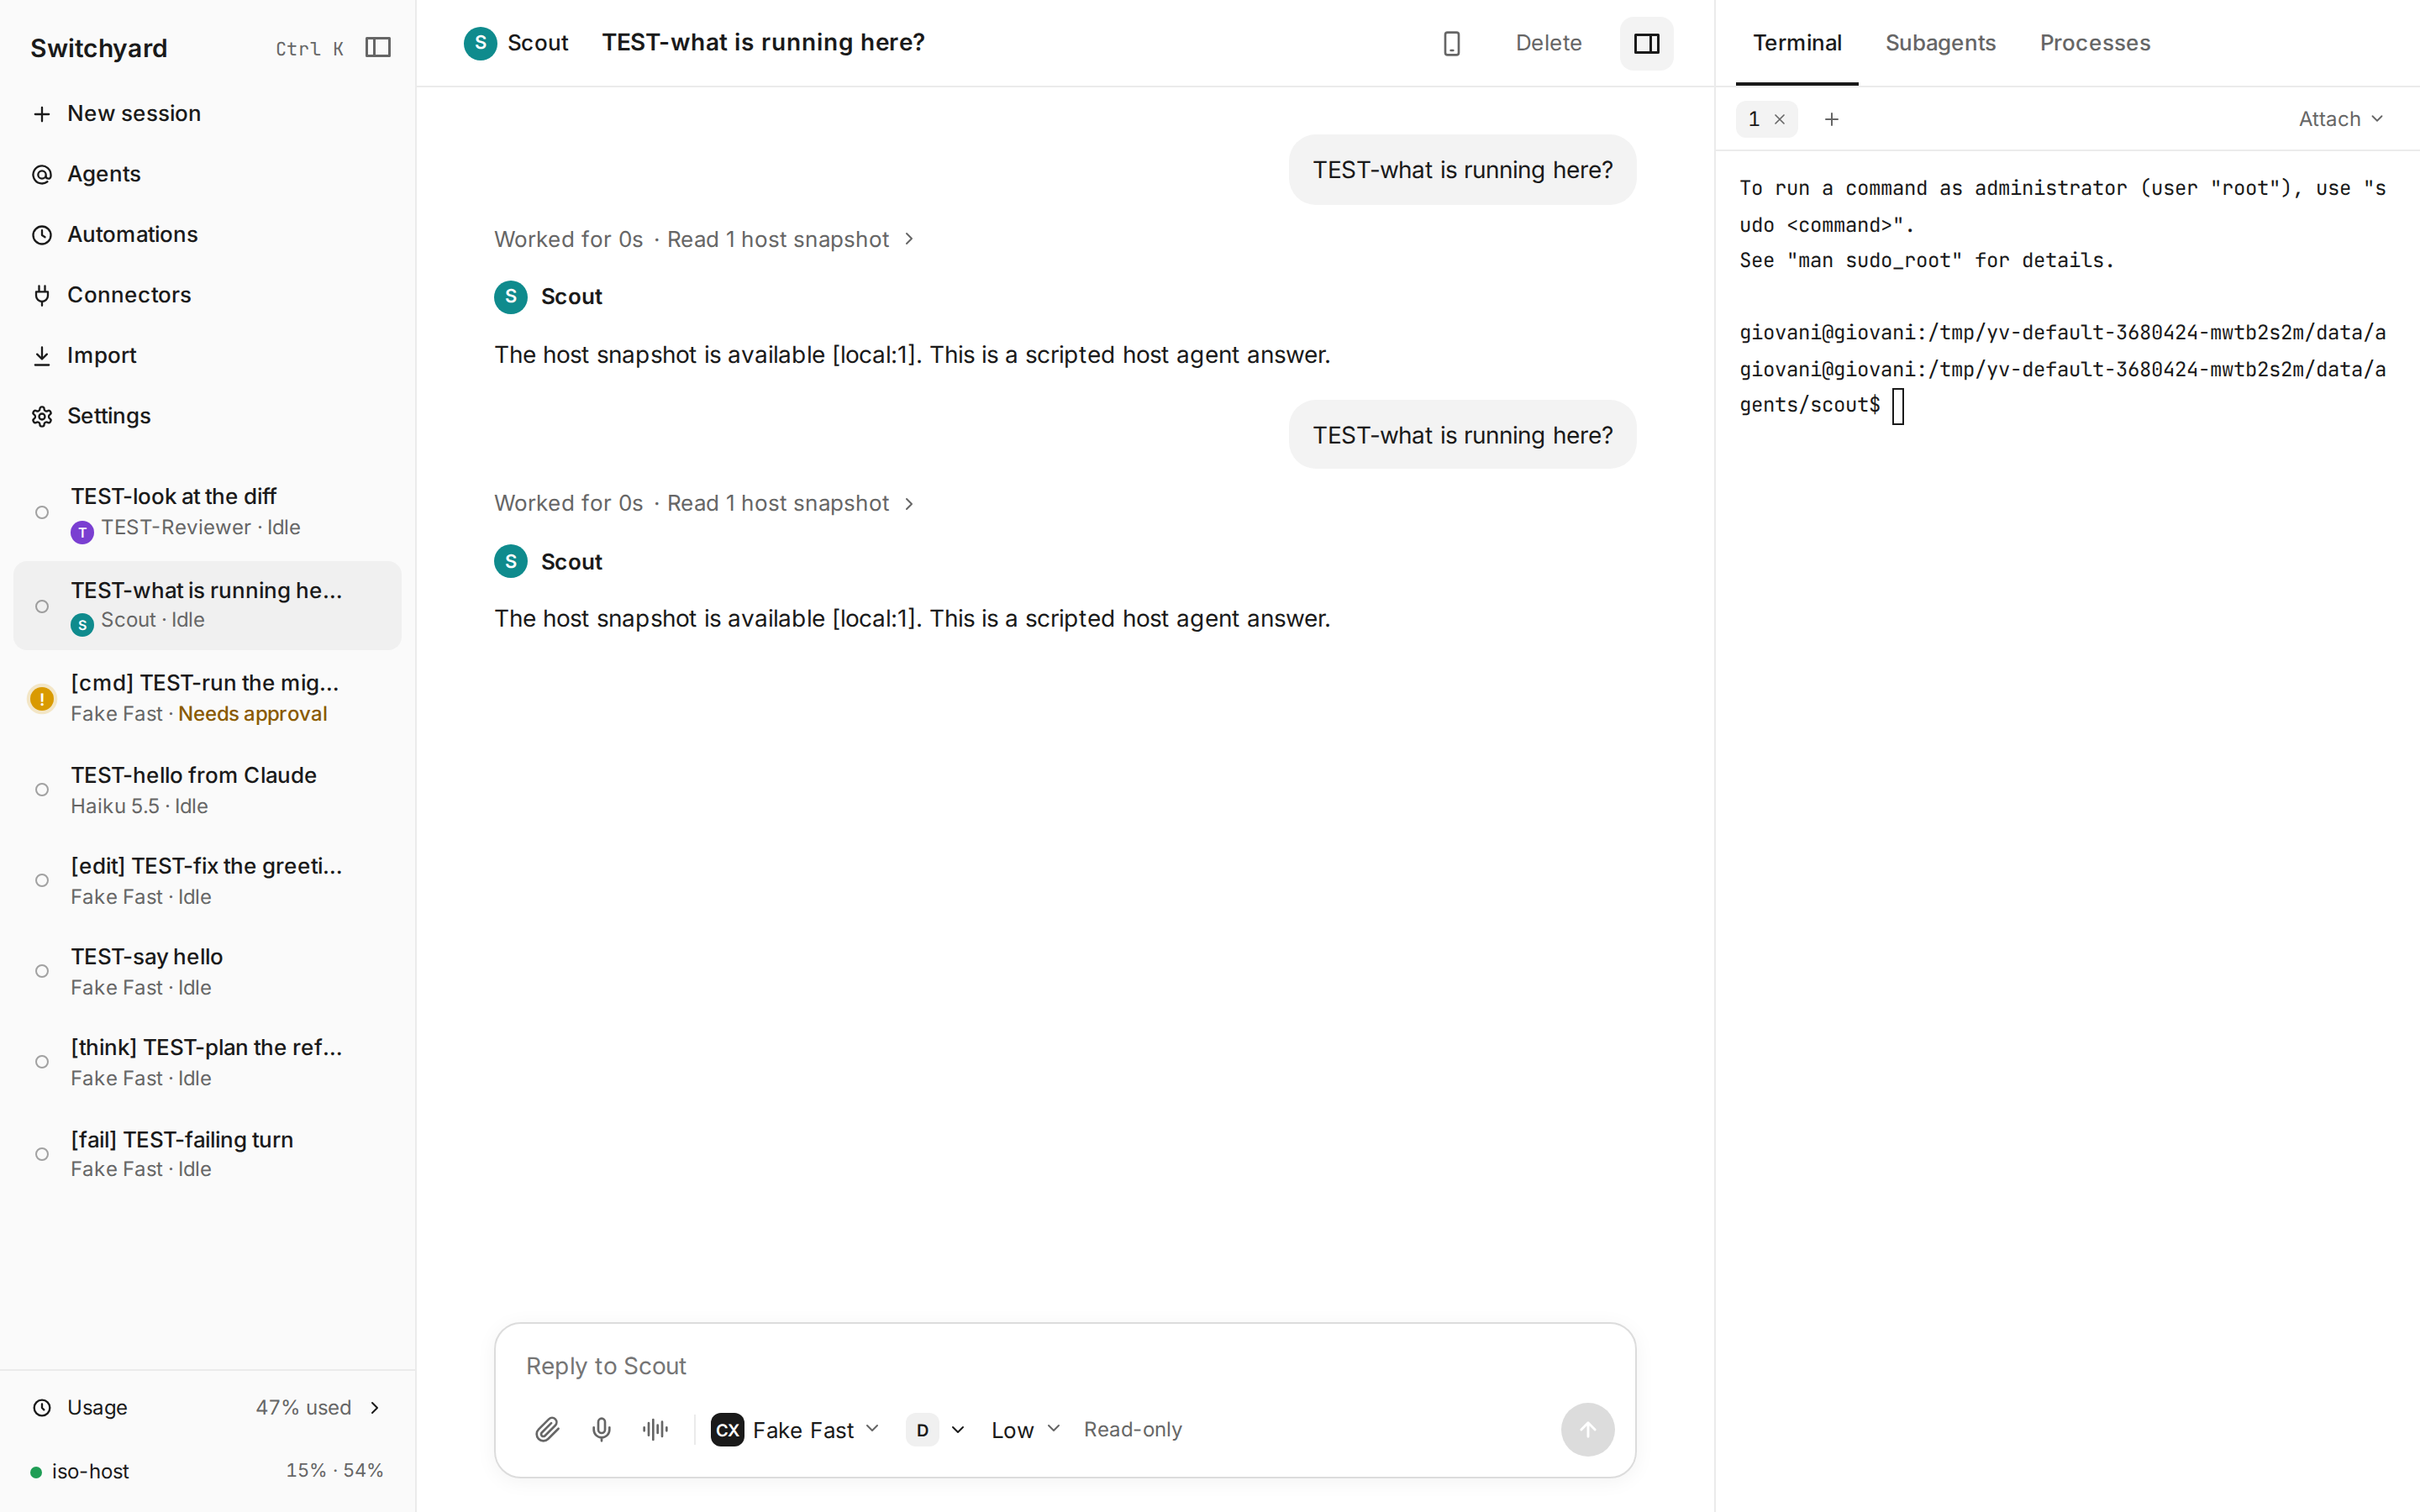 Switchyard
Ctrl K
New session
Agents
Automations
Connectors
Import
Settings
TEST-look at the diff
T TEST-Reviewer · Idle
TEST-what is running he...
S Scout · Idle
[cmd] TEST-run the mig...
! Fake Fast · Needs approval
TEST-hello from Claude
Haiku 5.5 · Idle
[edit] TEST-fix the greeti...
Fake Fast · Idle
TEST-say hello
Fake Fast · Idle
[think] TEST-plan the ref...
Fake Fast · Idle
[fail] TEST-failing turn
Fake Fast · Idle
Usage 47% used
iso-host 15% · 54%
S Scout TEST-what is running here?
Delete
TEST-what is running here?
Worked for 0s · Read 1 host snapshot
S Scout
The host snapshot is available [local:1]. This is a scripted host agent answer.
TEST-what is running here?
Worked for 0s · Read 1 host snapshot
S Scout
The host snapshot is available [local:1]. This is a scripted host agent answer.
Reply to Scout
CX Fake Fast D Low Read-only
Terminal Subagents Processes
1 × + Attach
To run a command as administrator (user "root"), use "s
udo <command>".
See "man sudo_root" for details.
giovani@giovani:/tmp/yv-default-3680424-mwtb2s2m/data/a
giovani@giovani:/tmp/yv-default-3680424-mwtb2s2m/data/a
gents/scout$